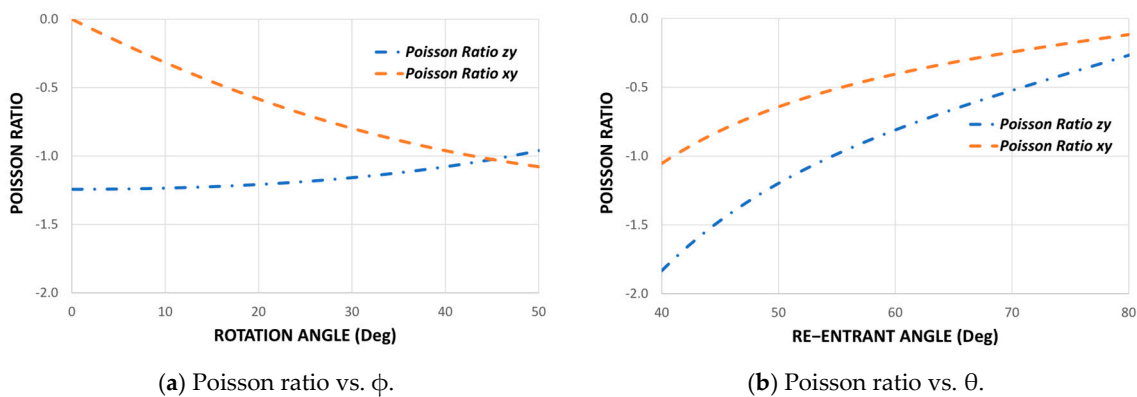 0.0
-0.5
-1.0
-1.5
-2.0
POISSON RATIO
Poisson Ratio zy
Poisson Ratio xy
0 10 20 30 40 50
ROTATION ANGLE (Deg)
(a) Poisson ratio vs. ϕ.
0.0
-0.5
-1.0
-1.5
-2.0
POISSON RATIO
Poisson Ratio zy
Poisson Ratio xy
40 50 60 70 80
RE−ENTRANT ANGLE (Deg)
(b) Poisson ratio vs. θ.